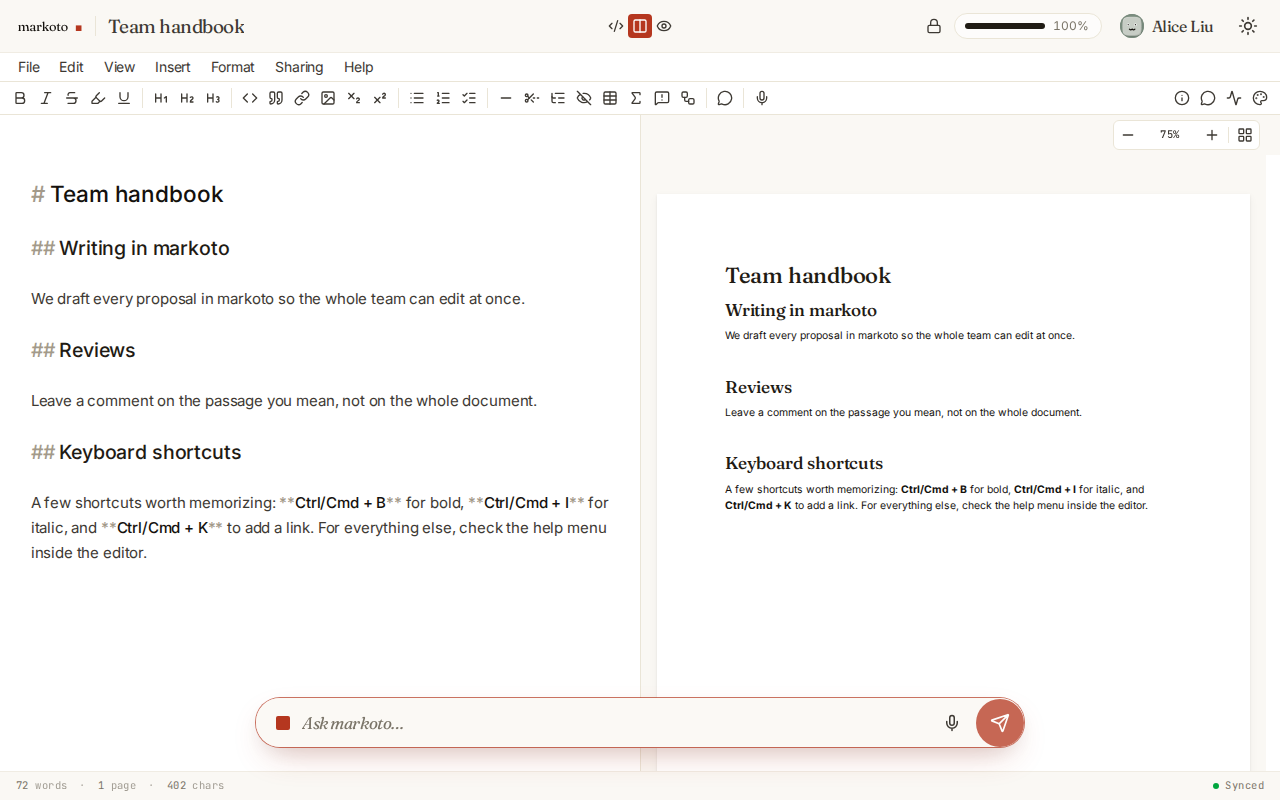 markoto
Team handbook
100%
Alice Liu
File Edit View Insert Format Sharing Help
H1 H2 H3
75%
# Team handbook
## Writing in markoto
We draft every proposal in markoto so the whole team can edit at once.
## Reviews
Leave a comment on the passage you mean, not on the whole document.
## Keyboard shortcuts
A few shortcuts worth memorizing: **Ctrl/Cmd + B** for bold, **Ctrl/Cmd + I** for
italic, and **Ctrl/Cmd + K** to add a link. For everything else, check the help menu
inside the editor.
Team handbook
Writing in markoto
We draft every proposal in markoto so the whole team can edit at once.
Reviews
Leave a comment on the passage you mean, not on the whole document.
Keyboard shortcuts
A few shortcuts worth memorizing: Ctrl/Cmd + B for bold, Ctrl/Cmd + I for italic, and
Ctrl/Cmd + K to add a link. For everything else, check the help menu inside the editor.
Ask markoto...
72 words · 1 page · 402 chars
Synced